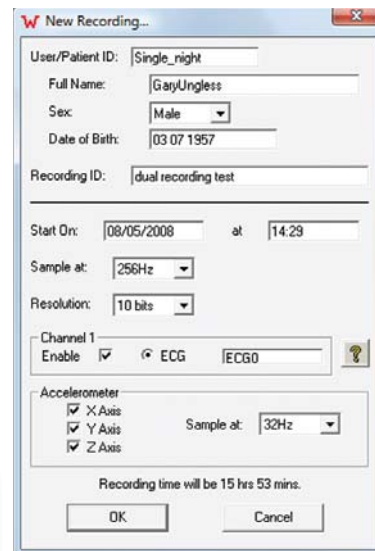 New Recording...
User/Patient ID: Single_night
Full Name: GaryUngless
Sex: Male
Date of Birth: 03 07 1957
Recording ID: dual recording test
Start On: 08/05/2008 at 14:29
Sample at: 256Hz
Resolution: 10 bits
Channel 1
Enable ECG ECG0
Accelerometer
X Axis
Y Axis Sample at: 32Hz
Z Axis
Recording time will be 15 hrs 53 mins.
OK Cancel